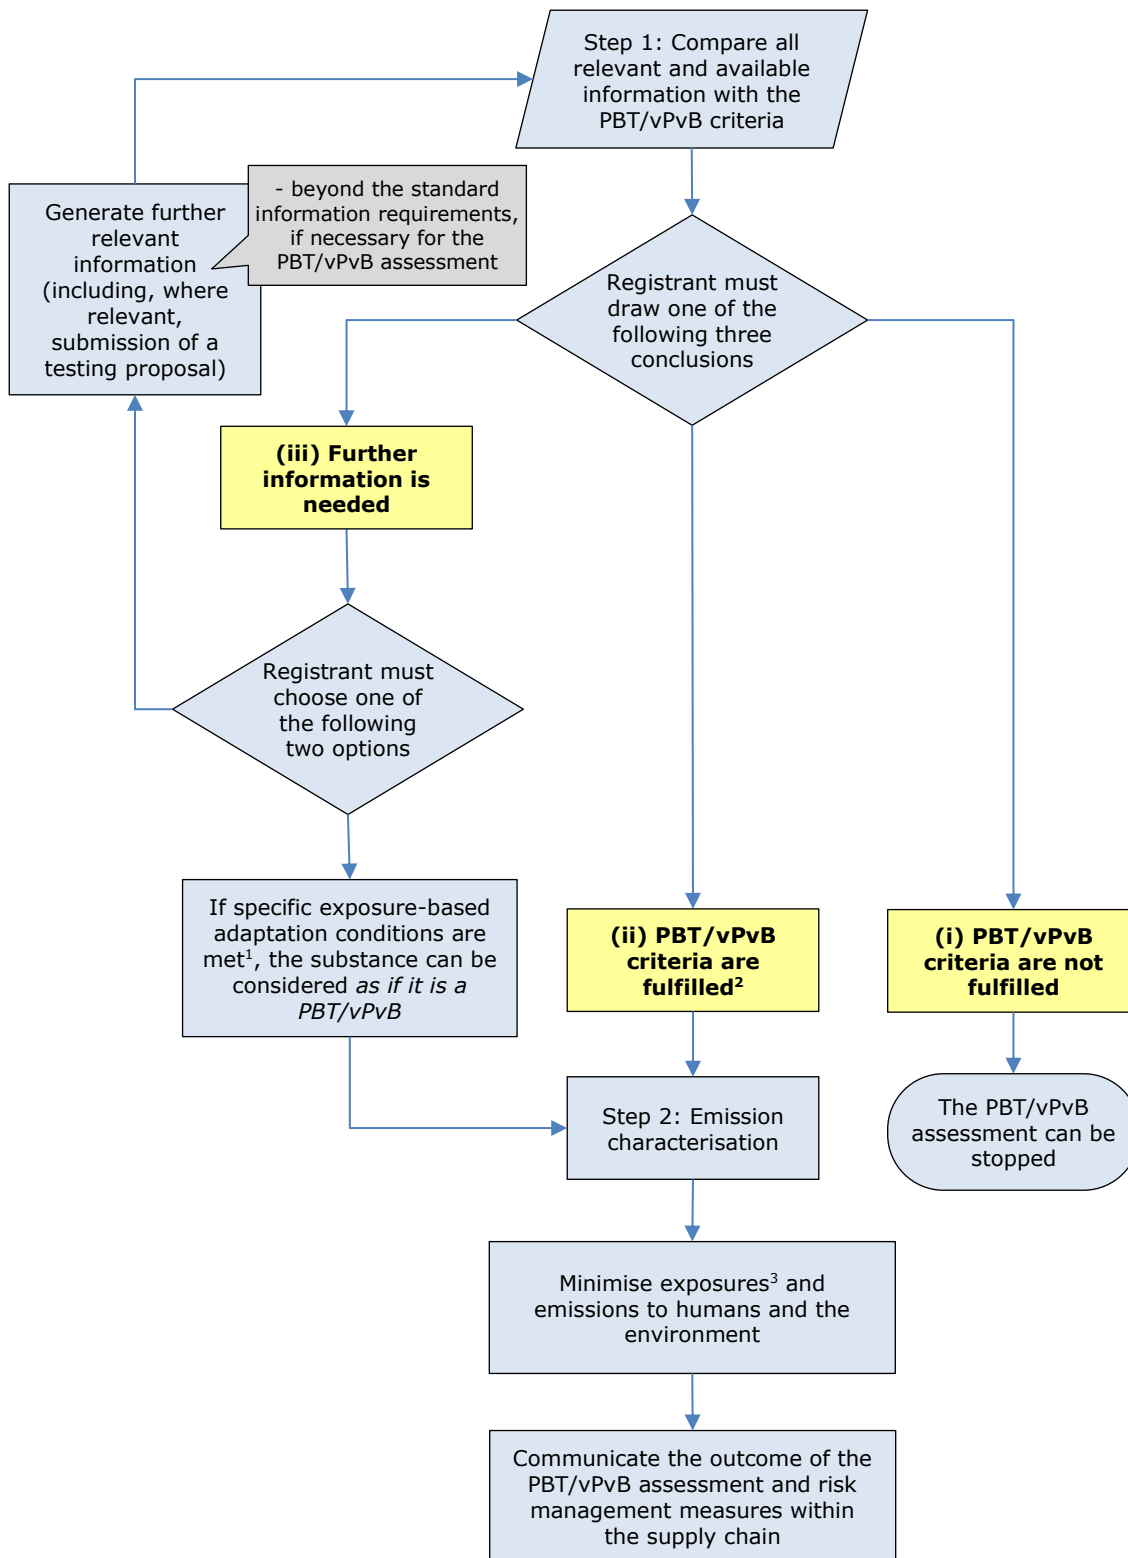 Step 1: Compare all
relevant and available
information with the
PBT/vPvB criteria
- beyond the standard
information requirements,
if necessary for the
PBT/vPvB assessment
Generate further
relevant
information
(including, where
relevant,
submission of a
testing proposal)
Registrant must
draw one of the
following three
conclusions
(iii) Further
information is
needed
Registrant must
choose one of
the following
two options
If specific exposure-based
adaptation conditions are
met¹, the substance can be
considered as if it is a
PBT/vPvB
(ii) PBT/vPvB
criteria are
fulfilled²
(i) PBT/vPvB
criteria are not
fulfilled
Step 2: Emission
characterisation
The PBT/vPvB
assessment can be
stopped
Minimise exposures³ and
emissions to humans and the
environment
Communicate the outcome of the
PBT/vPvB assessment and risk
management measures within
the supply chain